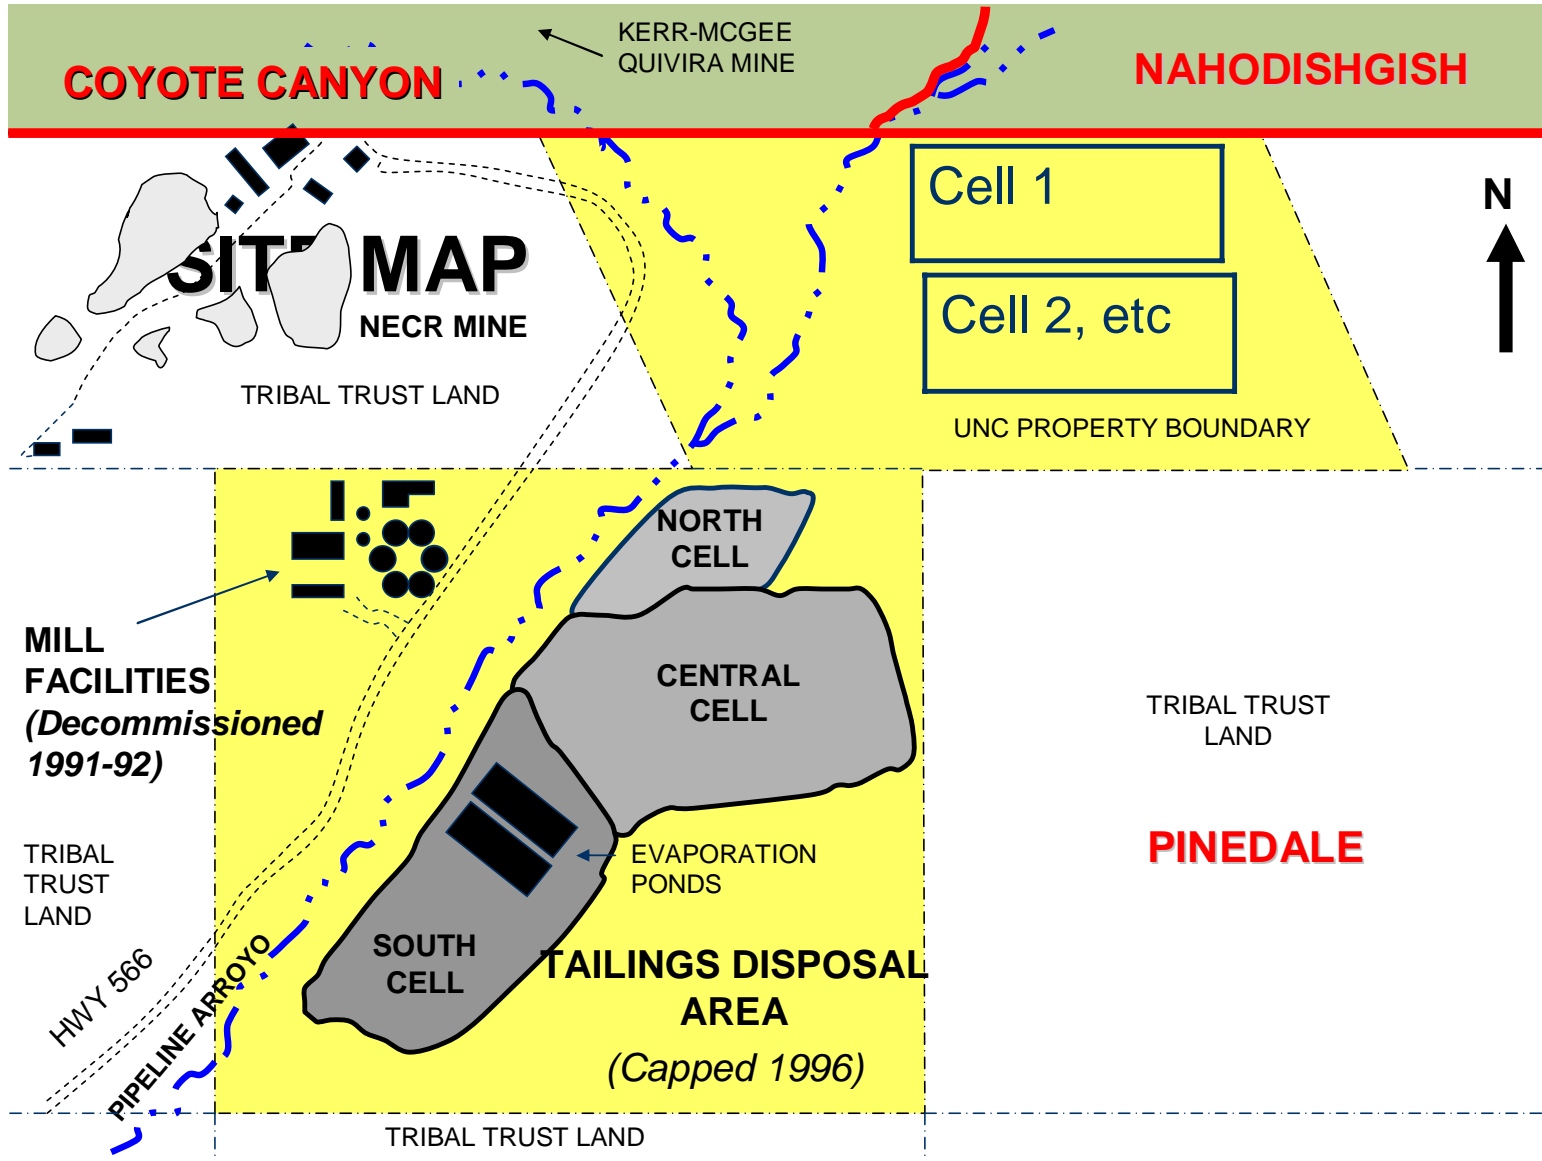 KERR-MCGEE
QUIVIRA MINE
COYOTE CANYON
NAHODISHGISH
Cell 1
N
SITE MAP
NECR MINE
Cell 2, etc
TRIBAL TRUST LAND
UNC PROPERTY BOUNDARY
NORTH
CELL
MILL
FACILITIES
(Decommissioned
1991-92)
CENTRAL
CELL
TRIBAL TRUST
LAND
PINEDALE
TRIBAL
TRUST
LAND
EVAPORATION
PONDS
SOUTH
CELL
TAILINGS DISPOSAL
AREA
(Capped 1996)
HWY 566
PIPELINE ARROYO
TRIBAL TRUST LAND